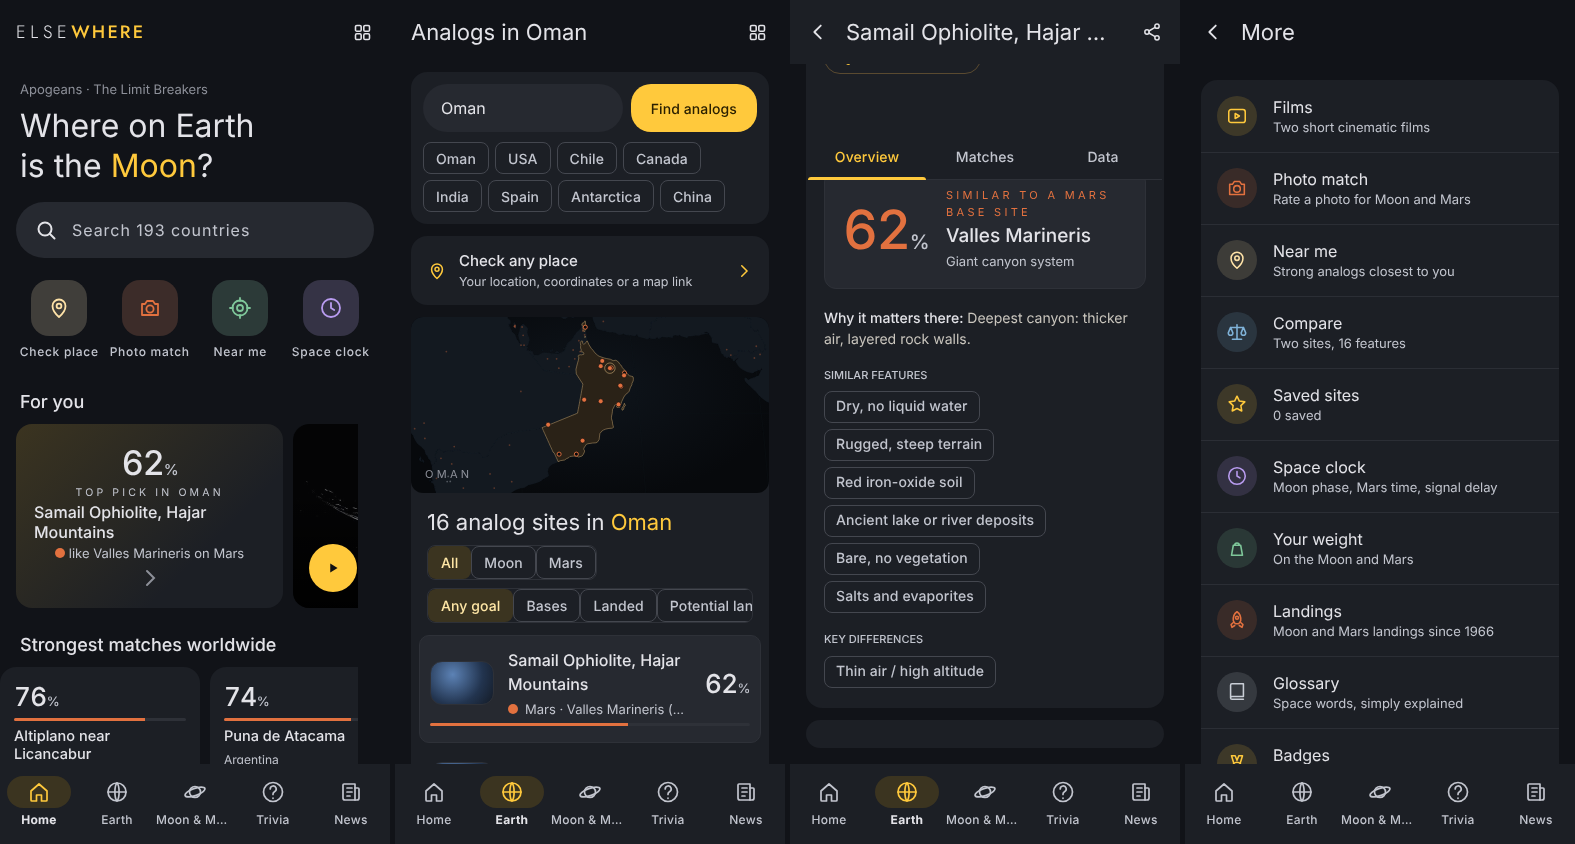 ELSEWHERE
Apogeans · The Limit Breakers
Where on Earth
is the Moon?
Search 193 countries
Check place
Photo match
Near me
Space clock
For you
62%
TOP PICK IN OMAN
Samail Ophiolite, Hajar
Mountains
like Valles Marineris on Mars
Strongest matches worldwide
76%
Altiplano near
Licancabur
74%
Puna de Atacama
Argentina
Home
Earth
Moon & M...
Trivia
News
Analogs in Oman
Oman
Find analogs
Oman
USA
Chile
Canada
India
Spain
Antarctica
China
Check any place
Your location, coordinates or a map link
OMAN
16 analog sites in Oman
All
Moon
Mars
Any goal
Bases
Landed
Potential lan
Samail Ophiolite, Hajar
Mountains
62%
Mars · Valles Marineris (...
Home
Earth
Moon & M...
Trivia
News
Samail Ophiolite, Hajar ...
Overview
Matches
Data
62%
SIMILAR TO A MARS
BASE SITE
Valles Marineris
Giant canyon system
Why it matters there: Deepest canyon: thicker
air, layered rock walls.
SIMILAR FEATURES
Dry, no liquid water
Rugged, steep terrain
Red iron-oxide soil
Ancient lake or river deposits
Bare, no vegetation
Salts and evaporites
KEY DIFFERENCES
Thin air / high altitude
Home
Earth
Moon & M...
Trivia
News
More
Films
Two short cinematic films
Photo match
Rate a photo for Moon and Mars
Near me
Strong analogs closest to you
Compare
Two sites, 16 features
Saved sites
0 saved
Space clock
Moon phase, Mars time, signal delay
Your weight
On the Moon and Mars
Landings
Moon and Mars landings since 1966
Glossary
Space words, simply explained
Badges
Home
Earth
Moon & M...
Trivia
News